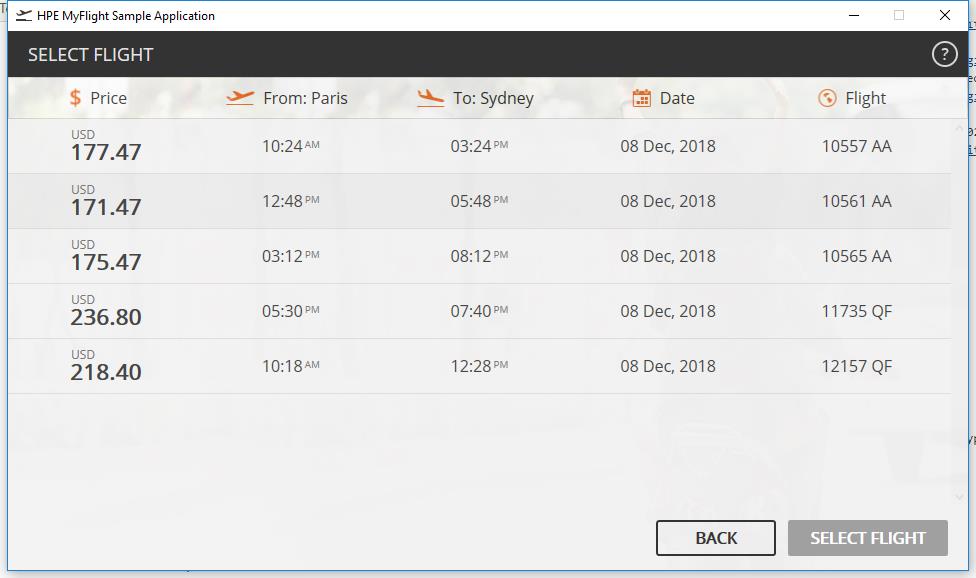 HPE MyFlight Sample Application
SELECT FLIGHT ?
$ Price From: Paris To: Sydney Date Flight
USD
177.47 10:24 AM 03:24 PM 08 Dec, 2018 10557 AA
USD
171.47 12:48 PM 05:48 PM 08 Dec, 2018 10561 AA
USD
175.47 03:12 PM 08:12 PM 08 Dec, 2018 10565 AA
USD
236.80 05:30 PM 07:40 PM 08 Dec, 2018 11735 QF
USD
218.40 10:18 AM 12:28 PM 08 Dec, 2018 12157 QF
BACK SELECT FLIGHT